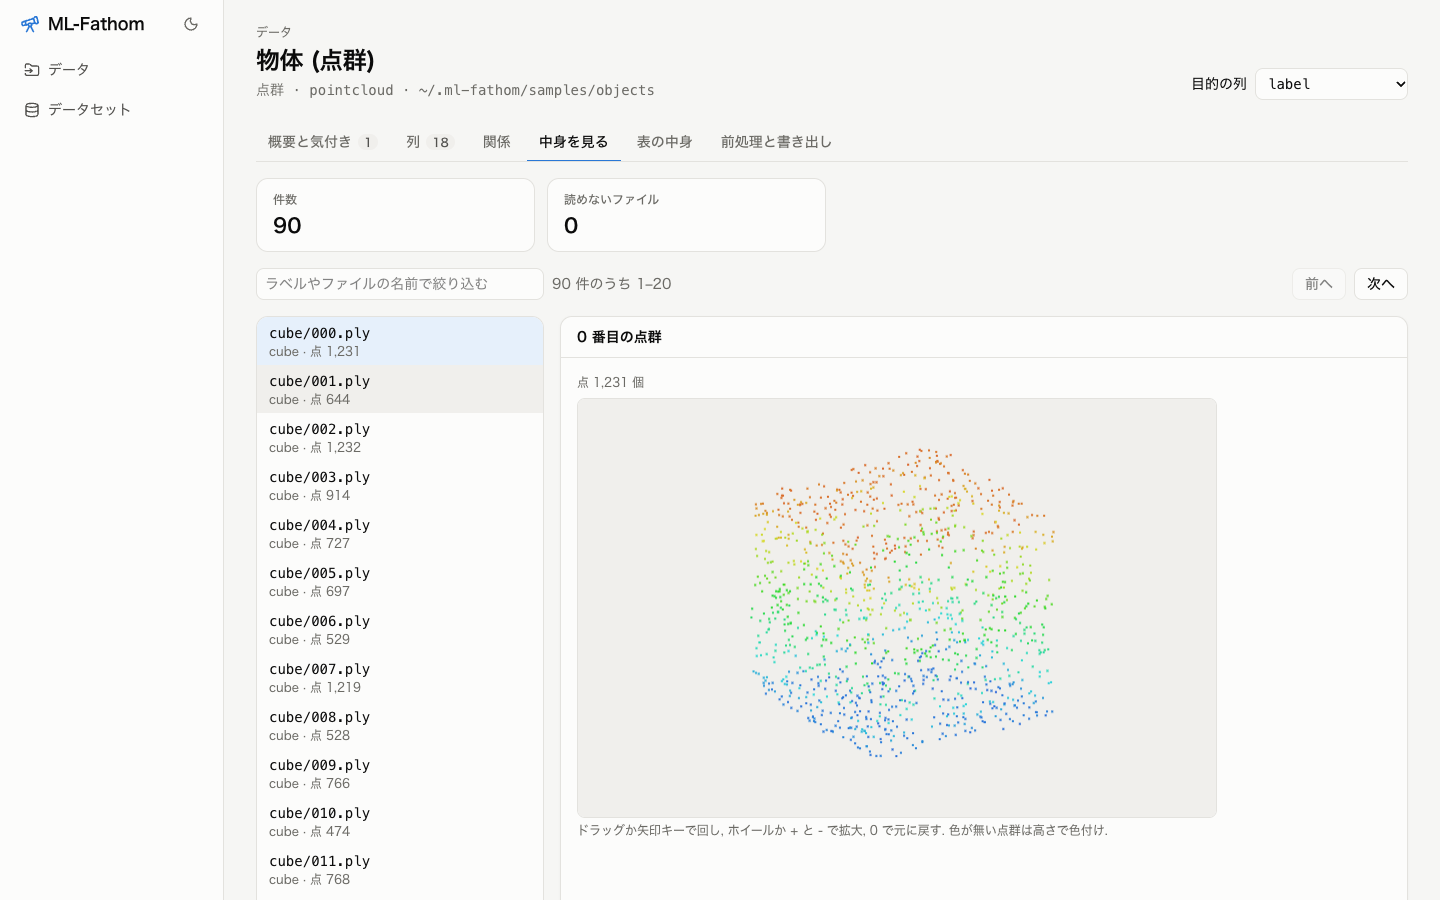 ML-Fathom
データ
データセット
データ
物体 (点群)
点群 · pointcloud · ~/.ml-fathom/samples/objects
目的の列 label
概要と気付き 1 列 18 関係 中身を見る 表の中身 前処理と書き出し
件数
90
読めないファイル
0
ラベルやファイルの名前で絞り込む 90 件のうち 1–20 前へ 次へ
cube/000.ply
cube · 点 1,231
cube/001.ply
cube · 点 644
cube/002.ply
cube · 点 1,232
cube/003.ply
cube · 点 914
cube/004.ply
cube · 点 727
cube/005.ply
cube · 点 697
cube/006.ply
cube · 点 529
cube/007.ply
cube · 点 1,219
cube/008.ply
cube · 点 528
cube/009.ply
cube · 点 766
cube/010.ply
cube · 点 474
cube/011.ply
cube · 点 768
0 番目の点群
点 1,231 個
ドラッグか矢印キーで回し, ホイールか + と - で拡大, 0 で元に戻す. 色が無い点群は高さで色付け.